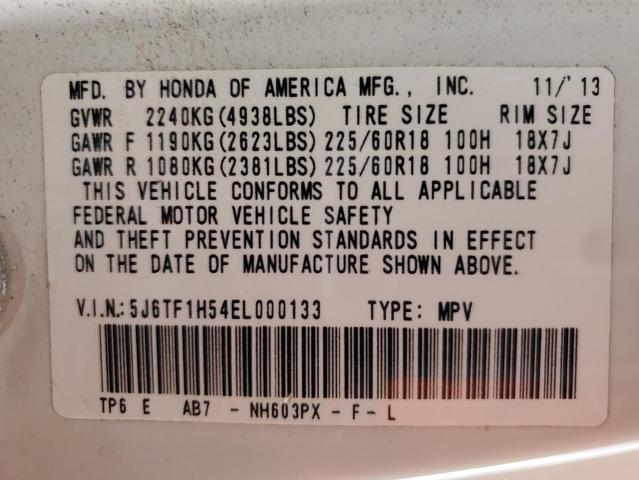 MFD. BY HONDA OF AMERICA MFG., INC. 11/'13
GVWR 2240KG(4938LBS) TIRE SIZE RIM SIZE
GAWR F 1190KG(2623LBS) 225/60R18 100H 18X7J
GAWR R 1080KG(2381LBS) 225/60R18 100H 18X7J
THIS VEHICLE CONFORMS TO ALL APPLICABLE
FEDERAL MOTOR VEHICLE SAFETY
AND THEFT PREVENTION STANDARDS IN EFFECT
ON THE DATE OF MANUFACTURE SHOWN ABOVE.
V.I.N.:5J6TF1H54EL000133 TYPE: MPV
TP6 E AB7 - NH603PX - F - L